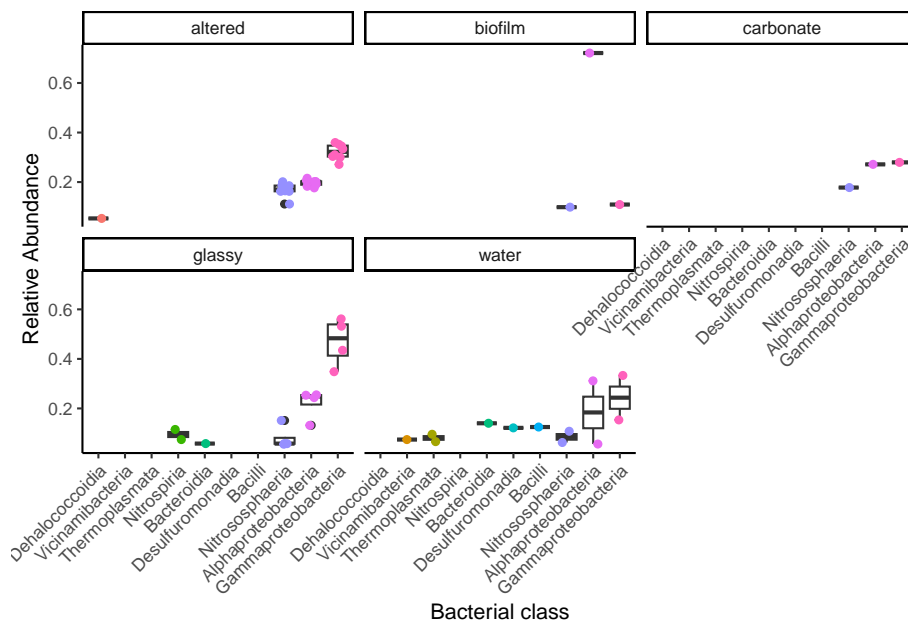 altered
biofilm
carbonate
0.6
0.4
0.2
glassy
water
0.6
0.4
0.2
Relative Abundance
Dehalococcoidia
Vicinamibacteria
Thermoplasmata
Nitrospiria
Bacteroidia
Desulfuromonadia
Bacilli
Nitrososphaeria
Alphaproteobacteria
Gammaproteobacteria
Dehalococcoidia
Vicinamibacteria
Thermoplasmata
Nitrospiria
Bacteroidia
Desulfuromonadia
Bacilli
Nitrososphaeria
Alphaproteobacteria
Gammaproteobacteria
Dehalococcoidia
Vicinamibacteria
Thermoplasmata
Nitrospiria
Bacteroidia
Desulfuromonadia
Bacilli
Nitrososphaeria
Alphaproteobacteria
Gammaproteobacteria
Bacterial class